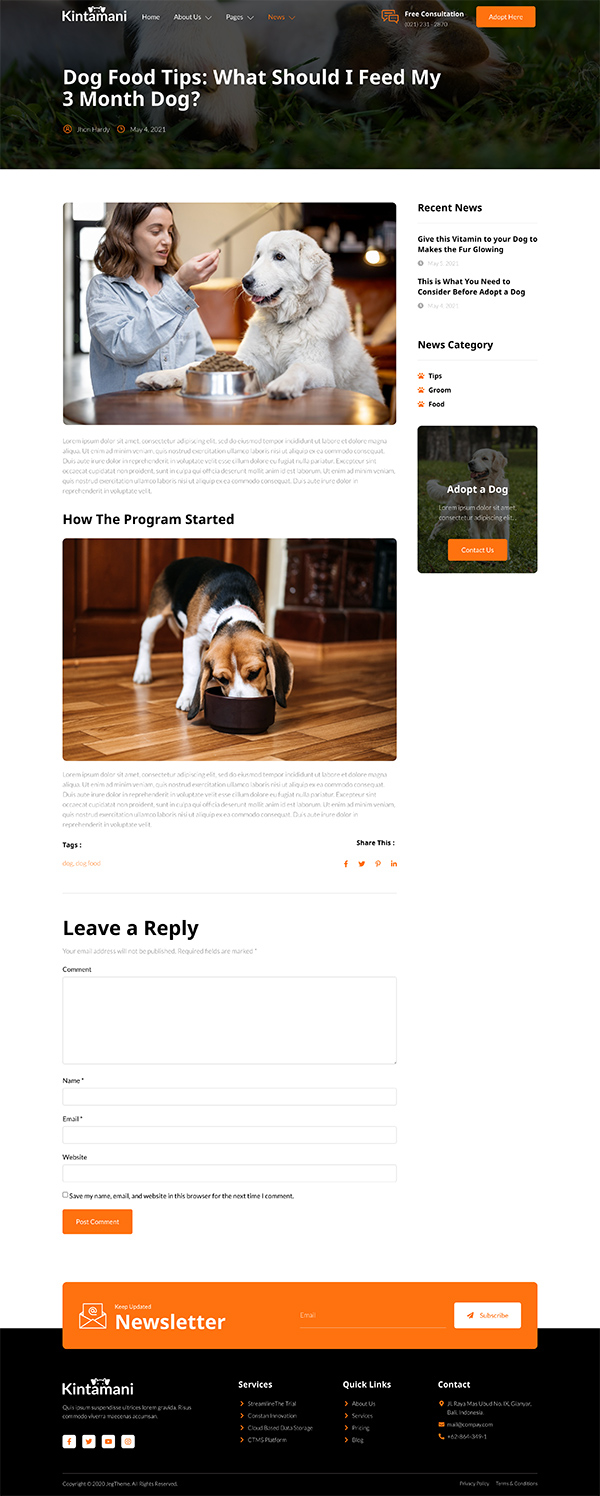 Kintamani
Home
About Us
Pages
News
Free Consultation
(021) 231 - 2870
Adopt Here
Dog Food Tips: What Should I Feed My
3 Month Dog?
Jhon Hardy
May 4, 2021
Lorem ipsum dolor sit amet, consectetur adipiscing elit, sed do eiusmod tempor incididunt ut labore et dolore magna
aliqua. Ut enim ad minim veniam, quis nostrud exercitation ullamco laboris nisi ut aliquip ex ea commodo consequat.
Duis aute irure dolor in reprehenderit in voluptate velit esse cillum dolore eu fugiat nulla pariatur. Excepteur sint
occaecat cupidatat non proident, sunt in culpa qui officia deserunt mollit anim id est laborum. Ut enim ad minim veniam,
quis nostrud exercitation ullamco laboris nisi ut aliquip ex ea commodo consequat. Duis aute irure dolor in
reprehenderit in voluptate velit.
How The Program Started
Lorem ipsum dolor sit amet, consectetur adipiscing elit, sed do eiusmod tempor incididunt ut labore et dolore magna
aliqua. Ut enim ad minim veniam, quis nostrud exercitation ullamco laboris nisi ut aliquip ex ea commodo consequat.
Duis aute irure dolor in reprehenderit in voluptate velit esse cillum dolore eu fugiat nulla pariatur. Excepteur sint
occaecat cupidatat non proident, sunt in culpa qui officia deserunt mollit anim id est laborum. Ut enim ad minim veniam,
quis nostrud exercitation ullamco laboris nisi ut aliquip ex ea commodo consequat. Duis aute irure dolor in
reprehenderit in voluptate velit.
Tags :
dog, dog food
Share This :
Recent News
Give this Vitamin to your Dog to
Makes the Fur Glowing
May 5, 2021
This is What You Need to
Consider Before Adopt a Dog
May 4, 2021
News Category
Tips
Groom
Food
Adopt a Dog
Lorem ipsum dolor sit amet,
consectetur adipiscing elit...
Contact Us
Leave a Reply
Your email address will not be published. Required fields are marked *
Comment
Name *
Email *
Website
Save my name, email, and website in this browser for the next time I comment.
Post Comment
Keep Updated
Newsletter
Email
Subscribe
Kintamani
Quis ipsum suspendisse ultrices lorem gravida. Risus
commodo viverra maecenas accumsan.
Services
StreamlineThe Trial
Constan Innovation
Cloud Based Data Storage
CTMS Platform
Quick Links
About Us
Services
Pricing
Blog
Contact
Jl. Raya Mas Ubud No.IX, Gianyar,
Bali, Indonesia
mail@compay.com
+62-864-349-1
Copyright © 2020 JegTheme. All Rights Reserved.
Privacy Policy
Terms & Conditions